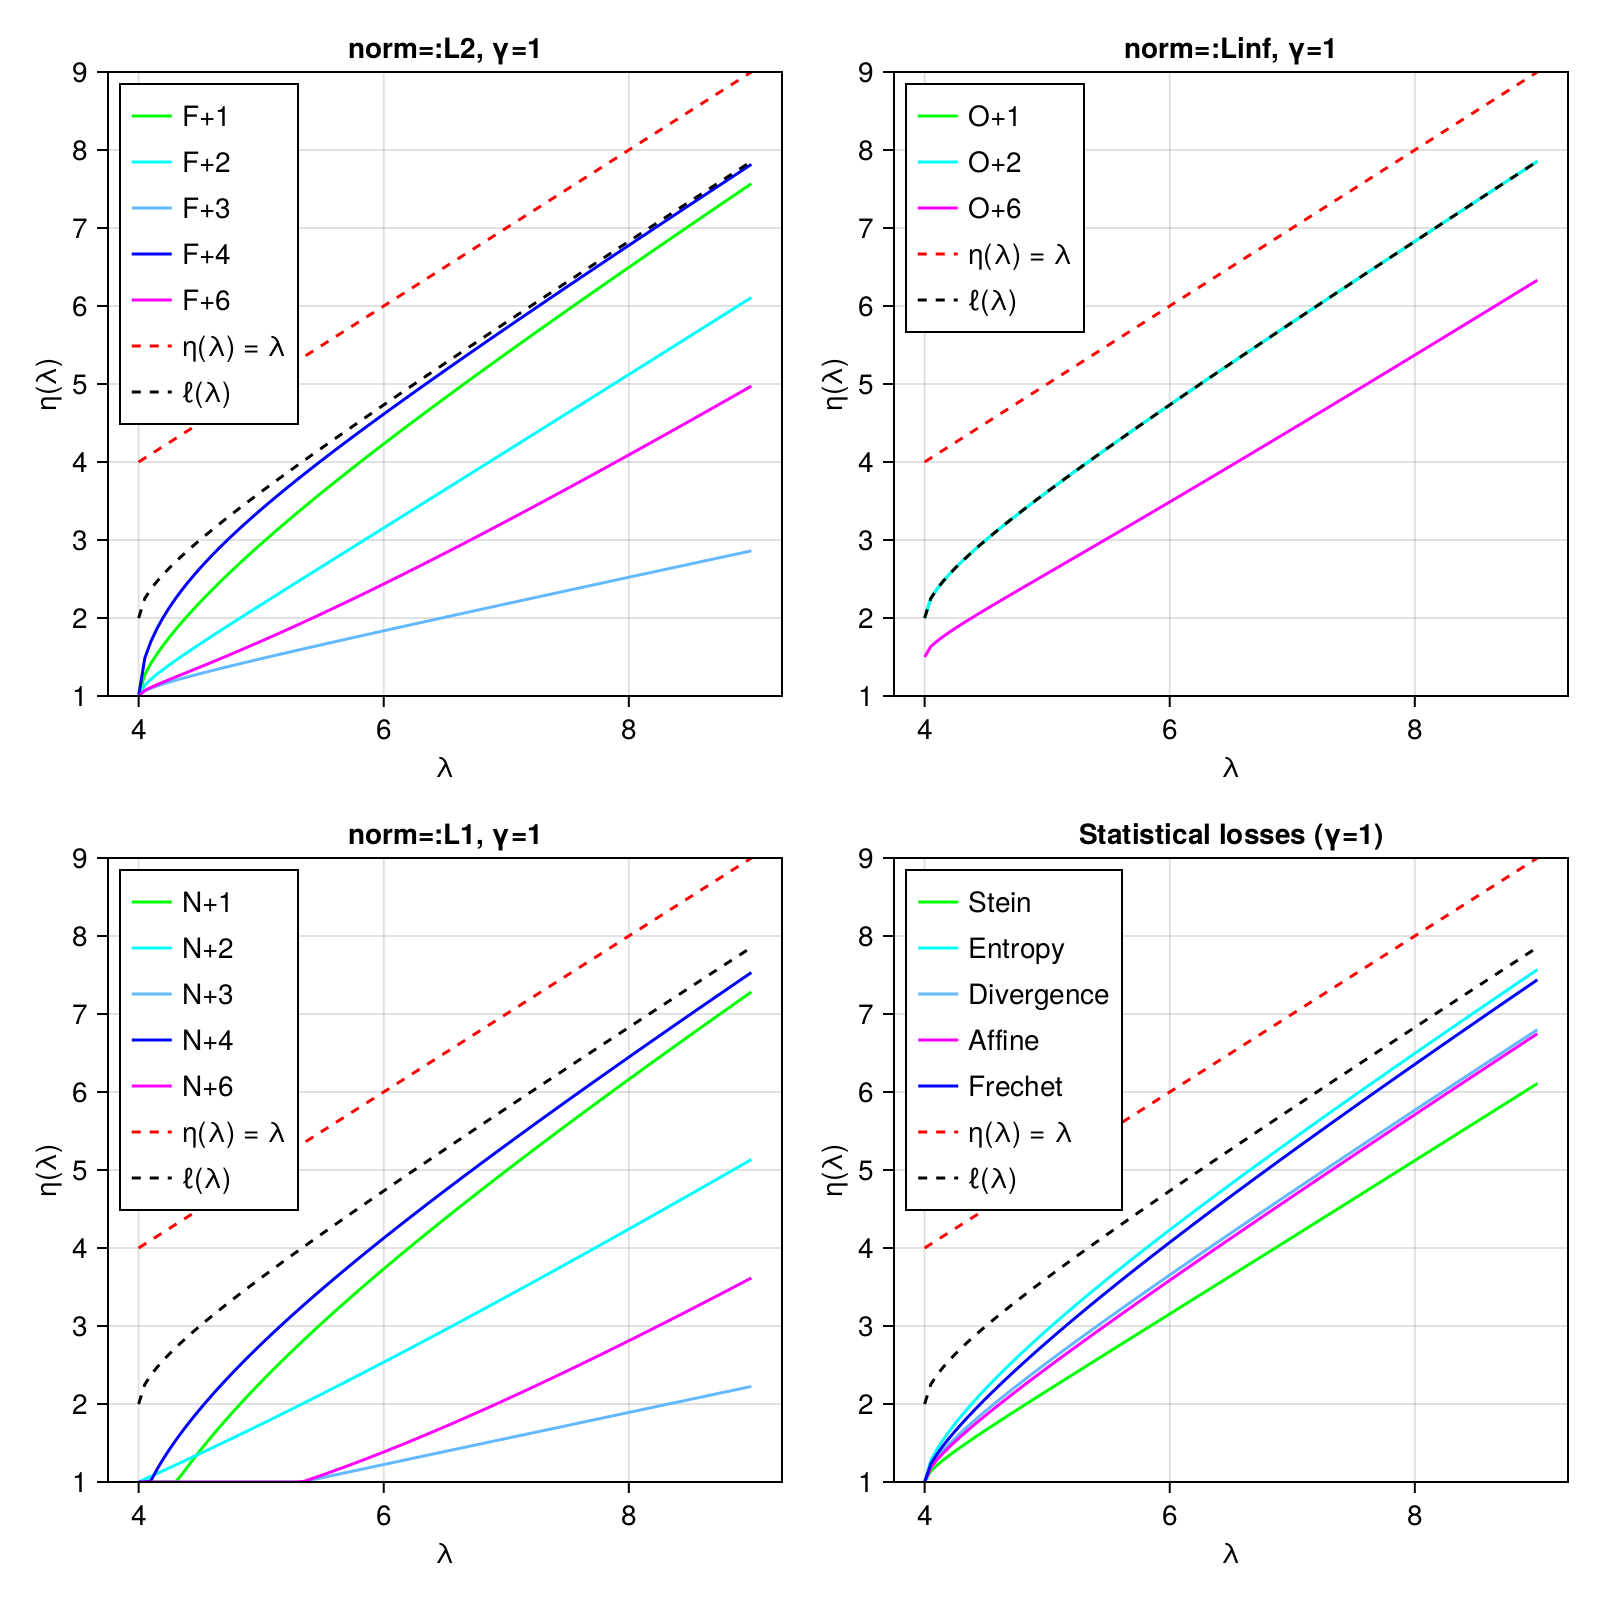 norm=:L2, γ=1
9
8
7
6
5
4
3
2
1
η(λ)
F+1
F+2
F+3
F+4
F+6
η(λ) = λ
ℓ(λ)
4
6
8
λ
norm=:Linf, γ=1
9
8
7
6
5
4
3
2
1
η(λ)
O+1
O+2
O+6
η(λ) = λ
ℓ(λ)
4
6
8
λ
norm=:L1, γ=1
9
8
7
6
5
4
3
2
1
η(λ)
N+1
N+2
N+3
N+4
N+6
η(λ) = λ
ℓ(λ)
4
6
8
λ
Statistical losses (γ=1)
9
8
7
6
5
4
3
2
1
η(λ)
Stein
Entropy
Divergence
Affine
Frechet
η(λ) = λ
ℓ(λ)
4
6
8
λ